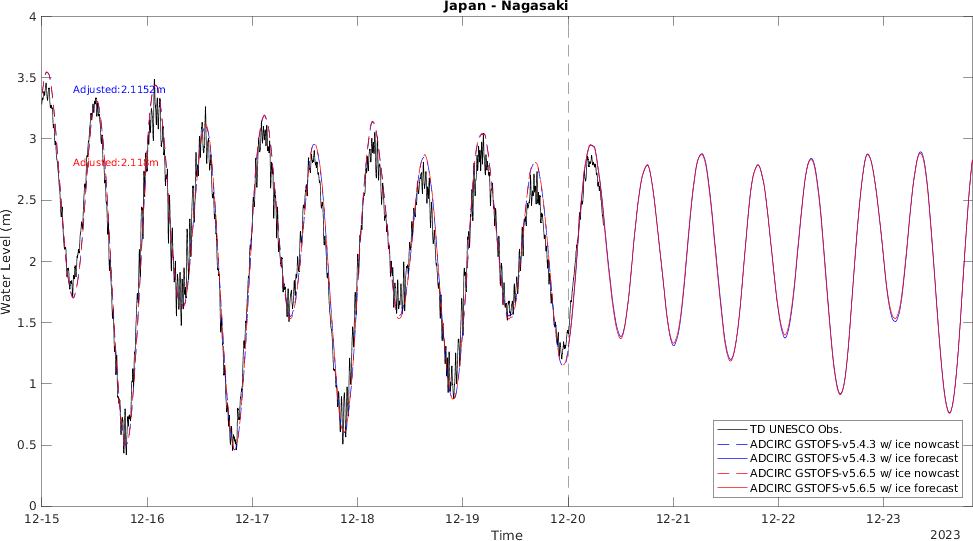 Japan - Nagasaki
4
3.5
3
2.5
2
1.5
1
0.5
0
Water Level (m)
Adjusted:2.1152m
Adjusted:2.118m
TD UNESCO Obs.
ADCIRC GSTOFS-v5.4.3 w/ ice nowcast
ADCIRC GSTOFS-v5.4.3 w/ ice forecast
ADCIRC GSTOFS-v5.6.5 w/ ice nowcast
ADCIRC GSTOFS-v5.6.5 w/ ice forecast
12-15 12-16 12-17 12-18 12-19 12-20 12-21 12-22 12-23
Time
2023